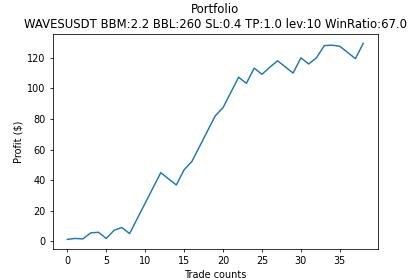 Portfolio
WAVESUSDT BBM:2.2 BBL:260 SL:0.4 TP:1.0 lev:10 WinRatio:67.0
120
100
80
60
40
20
0
Profit ($)
0 5 10 15 20 25 30 35
Trade counts